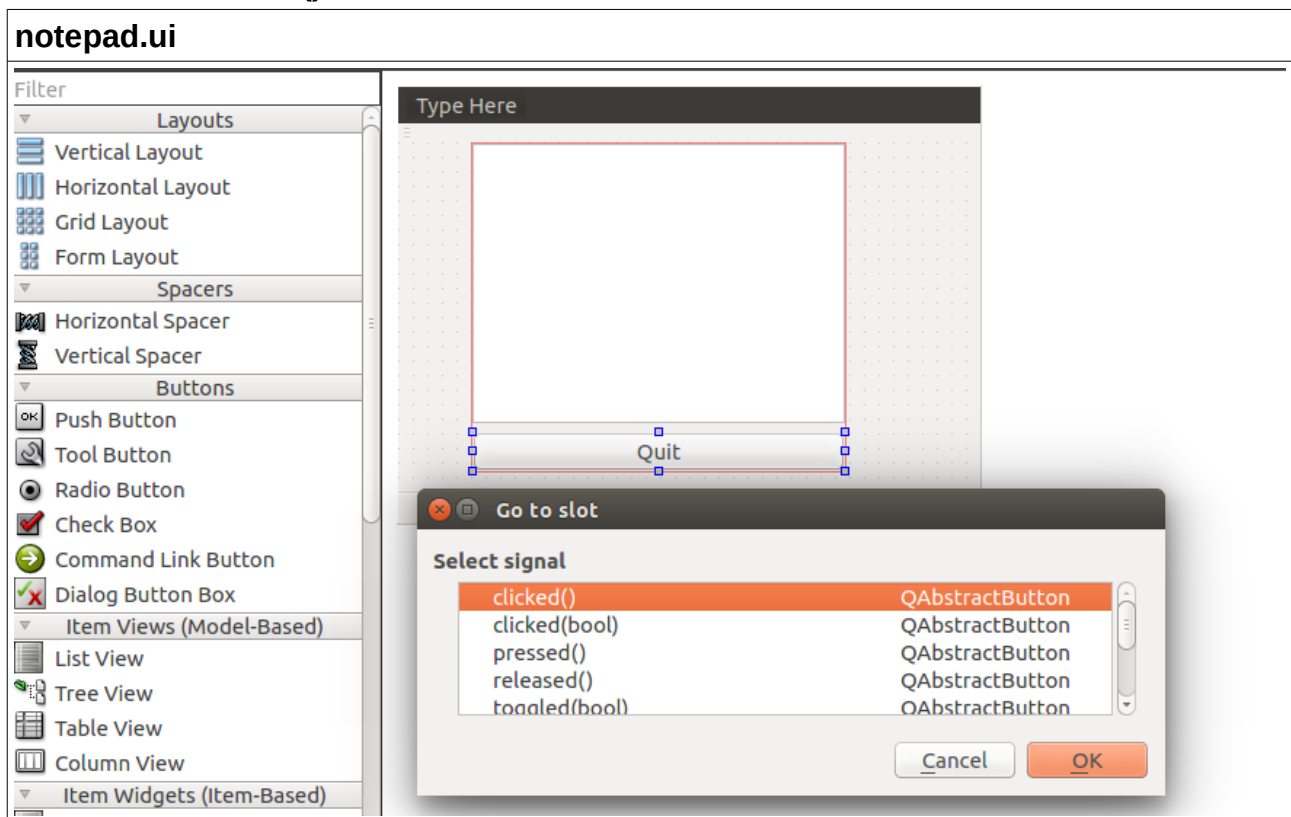 ()
notepad.ui
Filter
Layouts
Vertical Layout
Horizontal Layout
Grid Layout
Form Layout
Spacers
Horizontal Spacer
Vertical Spacer
Buttons
OK Push Button
Tool Button
Radio Button
Check Box
Command Link Button
Dialog Button Box
Item Views (Model-Based)
List View
Tree View
Table View
Column View
Item Widgets (Item-Based)
Type Here
Quit
Go to slot
Select signal
clicked() QAbstractButton
clicked(bool) QAbstractButton
pressed() QAbstractButton
released() QAbstractButton
toggled(bool) QAbstractButton
Cancel OK